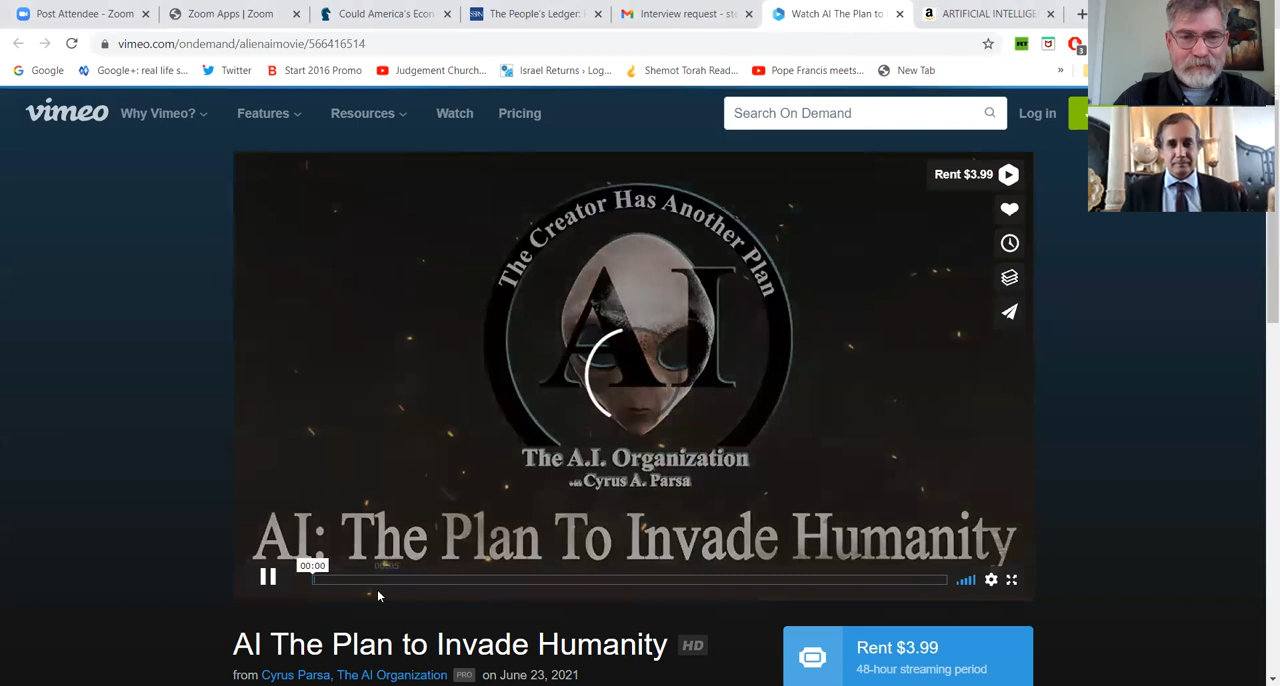 Post Attendee - Zoom
Zoom Apps | Zoom
Could America's Econ
The People's Ledger:
Interview request - ste
Watch AI The Plan to
ARTIFICIAL INTELLIGE
vimeo.com/ondemand/alienaimovie/566416514
3
Google
Google+: real life s...
Twitter
Start 2016 Promo
Judgement Church...
Israel Returns › Log...
Shemot Torah Read...
Pope Francis meets...
New Tab
»
vimeo
Why Vimeo?
Features
Resources
Watch
Pricing
Search On Demand
Log in
Rent $3.99
The Creator Has Another Plan
AI
The A.I. Organization
with Cyrus A. Parsa
AI: The Plan To Invade Humanity
00:00
00:05
AI The Plan to Invade Humanity HD
from Cyrus Parsa, The AI Organization PRO on June 23, 2021
Rent $3.99
48-hour streaming period